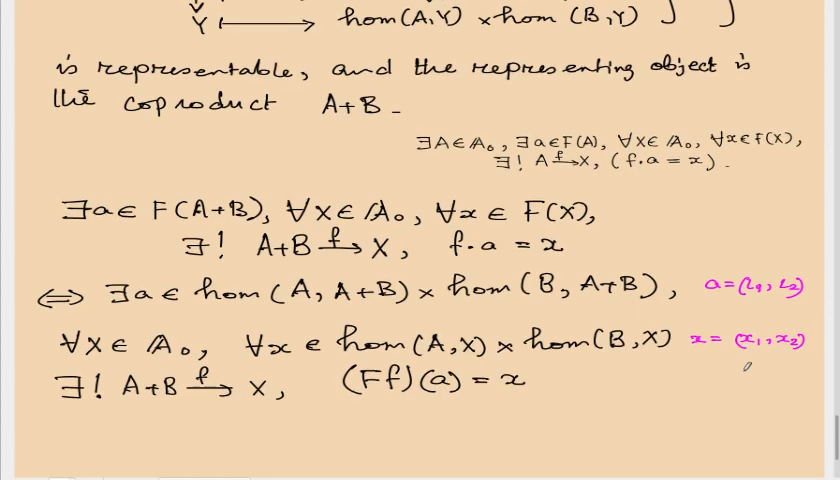 Y ⟼ hom(A,Y) × hom(B,Y)
is representable, and the representing object is
the coproduct A+B.
∃A∈𝔸₀, ∃a∈F(A), ∀X∈𝔸₀, ∀x∈F(X),
∃! A →f X, (f·a = x).
∃a∈ F(A+B), ∀X∈𝔸₀, ∀x∈ F(X),
∃! A+B →f X, f·a = x
⟺ ∃a∈ hom(A, A+B) × hom(B, A+B), a=(ι₁, ι₂)
∀X∈𝔸₀, ∀x∈ hom(A,X) × hom(B,X) x=(x₁,x₂)
∃! A+B →f X, (Ff)(a) = x